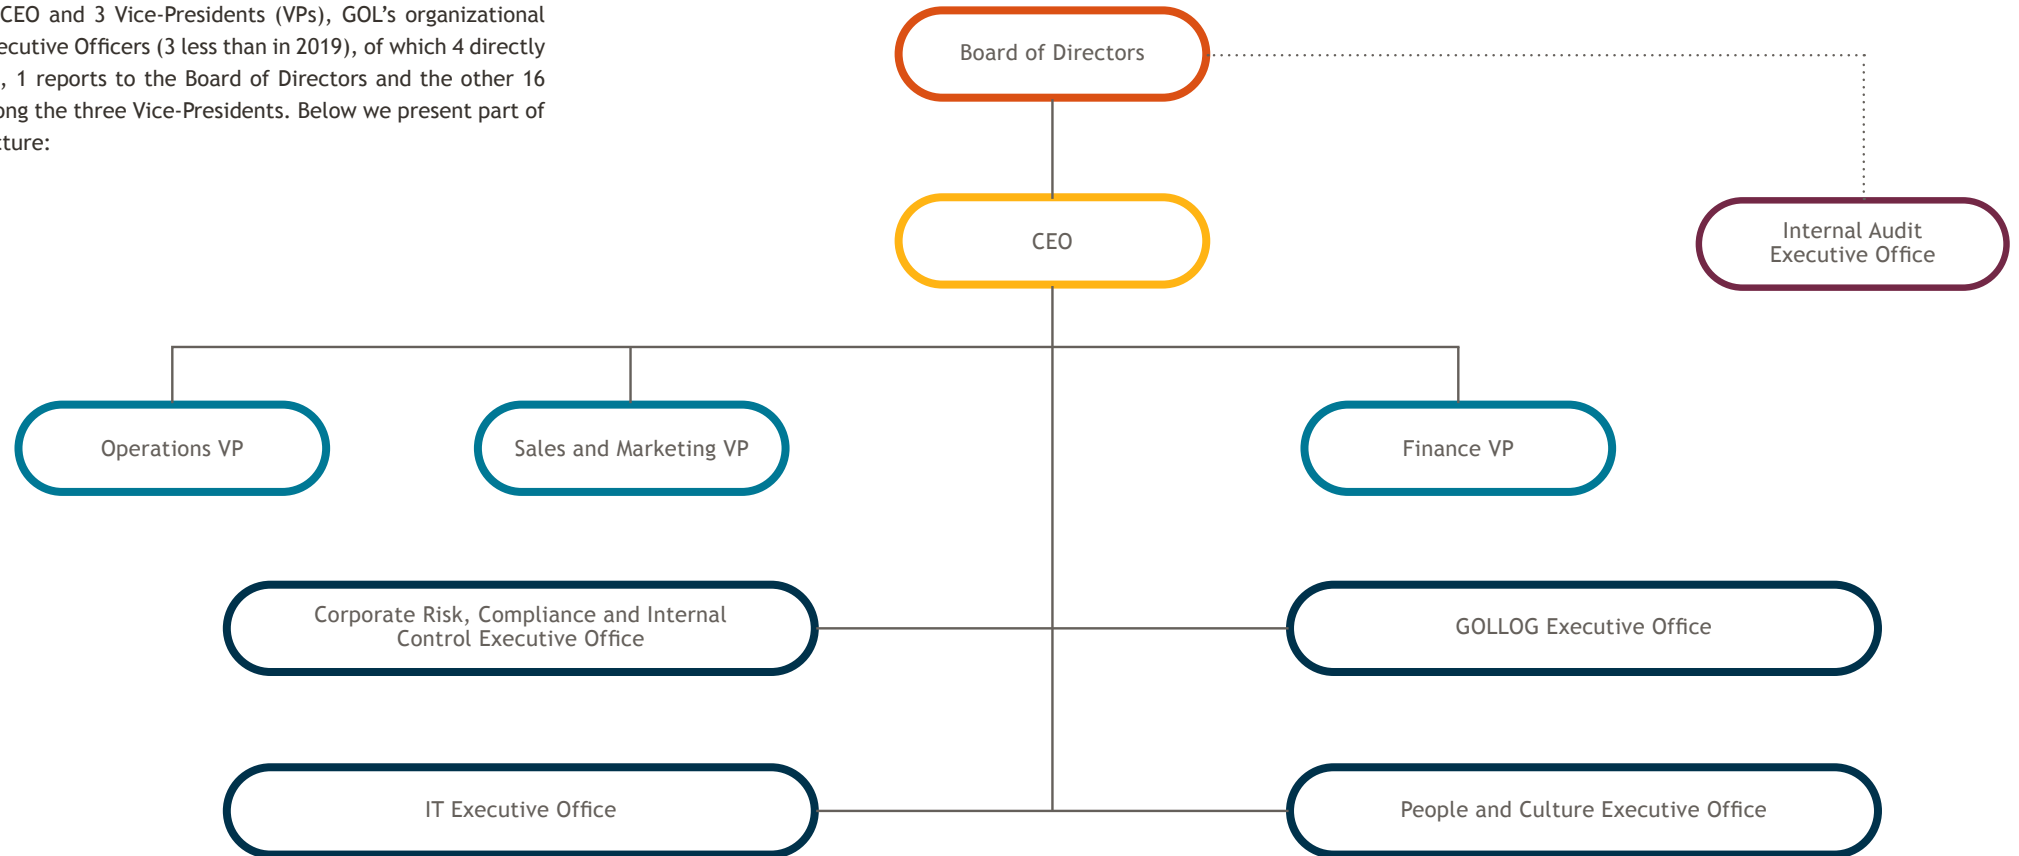 CEO and 3 Vice-Presidents (VPs), GOL’s organizational
ecutive Officers (3 less than in 2019), of which 4 directly
, 1 reports to the Board of Directors and the other 16
ong the three Vice-Presidents. Below we present part of
cture:
Board of Directors
CEO
Internal Audit
Executive Office
Operations VP
Sales and Marketing VP
Finance VP
Corporate Risk, Compliance and Internal
Control Executive Office
GOLLOG Executive Office
IT Executive Office
People and Culture Executive Office